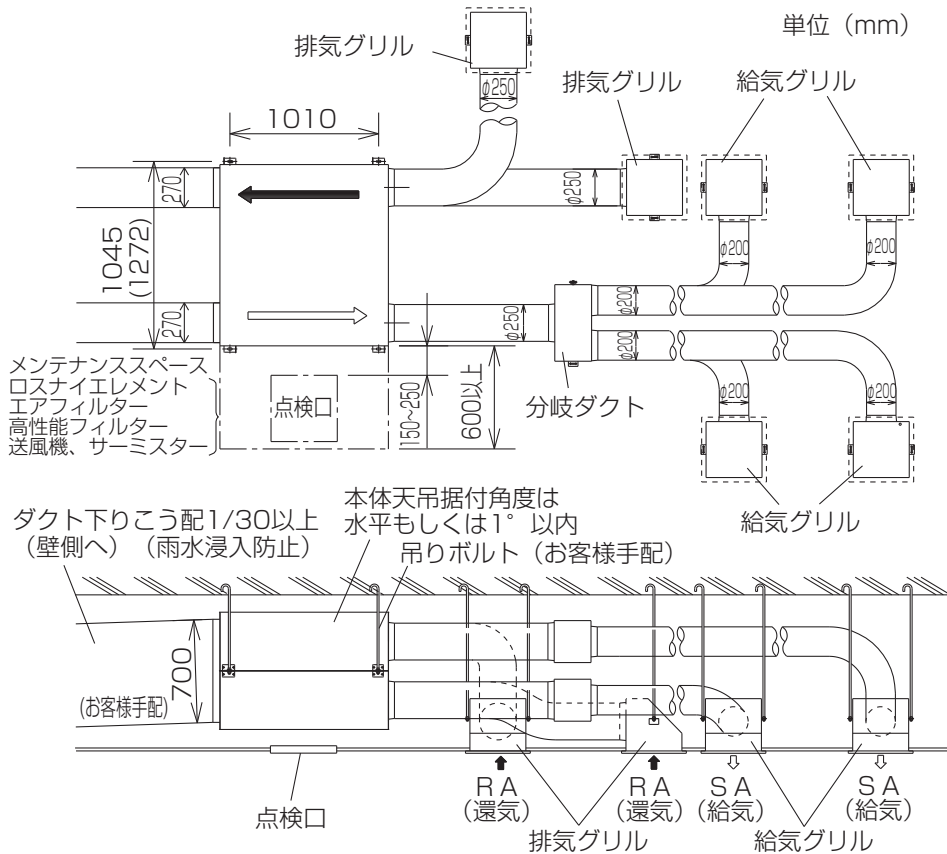 単位（mm）
排気グリル
排気グリル
給気グリル
φ250
1010
270
φ250
1045
(1272)
φ200
φ200
270
φ250
φ200
φ200
メンテナンススペース
ロスナイエレメント
エアフィルター
高性能フィルター
送風機、サーミスター
点検口
150~250
600以上
分岐ダクト
φ200
φ200
給気グリル
ダクト下りこう配1/30以上
（壁側へ）（雨水浸入防止）
本体天吊据付角度は
水平もしくは1°以内
吊りボルト（お客様手配）
700
(お客様手配)
点検口
RA
(還気)
RA
(還気)
SA
(給気)
SA
(給気)
排気グリル
給気グリル